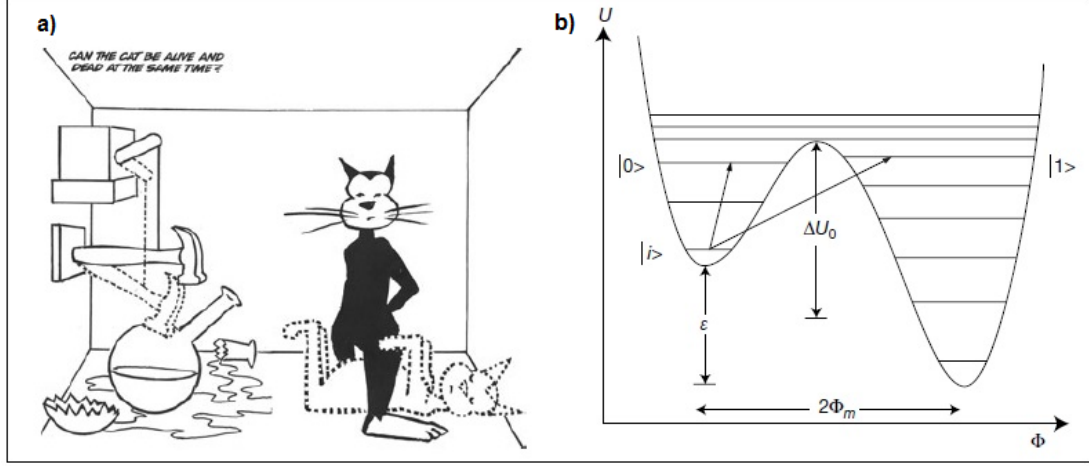 a)
CAN THE CAT BE ALIVE AND
DEAD AT THE SAME TIME?
b)
U
|0>
|1>
ΔU₀
|i>
ε
2Φₘ
Φ